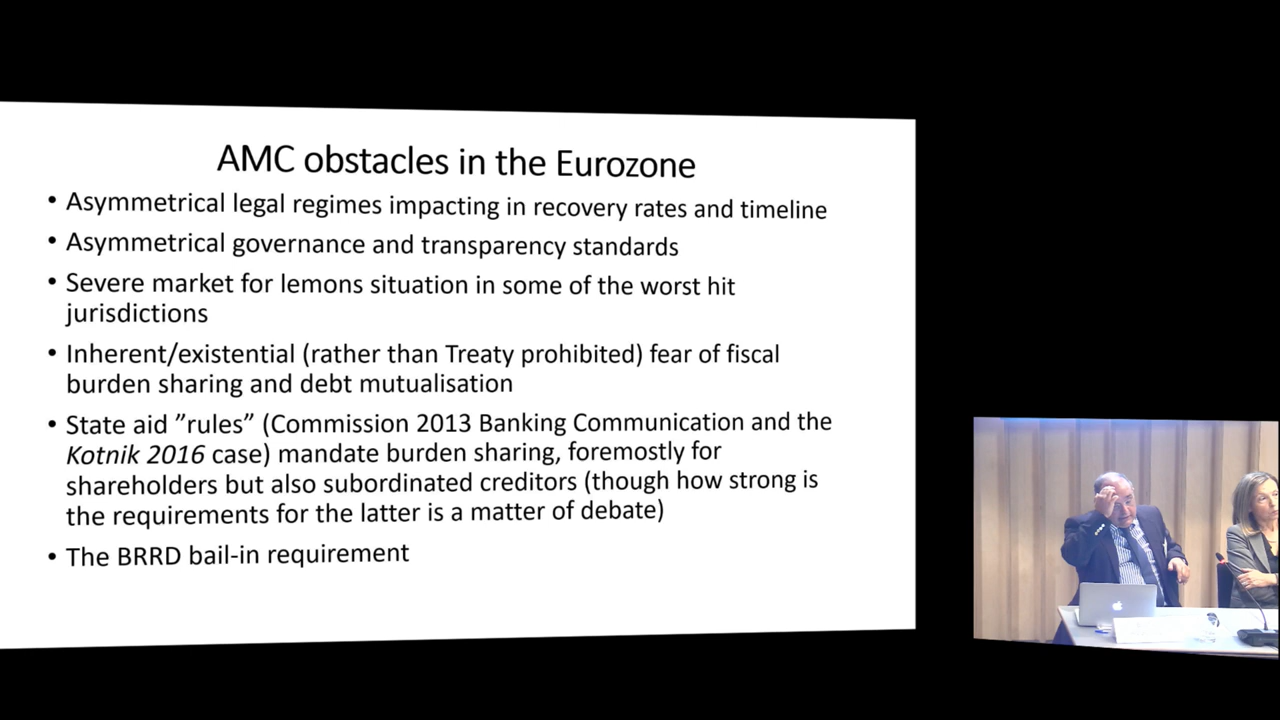 AMC obstacles in the Eurozone
• Asymmetrical legal regimes impacting in recovery rates and timeline
• Asymmetrical governance and transparency standards
• Severe market for lemons situation in some of the worst hit
jurisdictions
• Inherent/existential (rather than Treaty prohibited) fear of fiscal
burden sharing and debt mutualisation
• State aid ”rules” (Commission 2013 Banking Communication and the
Kotnik 2016 case) mandate burden sharing, foremostly for
shareholders but also subordinated creditors (though how strong is
the requirements for the latter is a matter of debate)
• The BRRD bail-in requirement